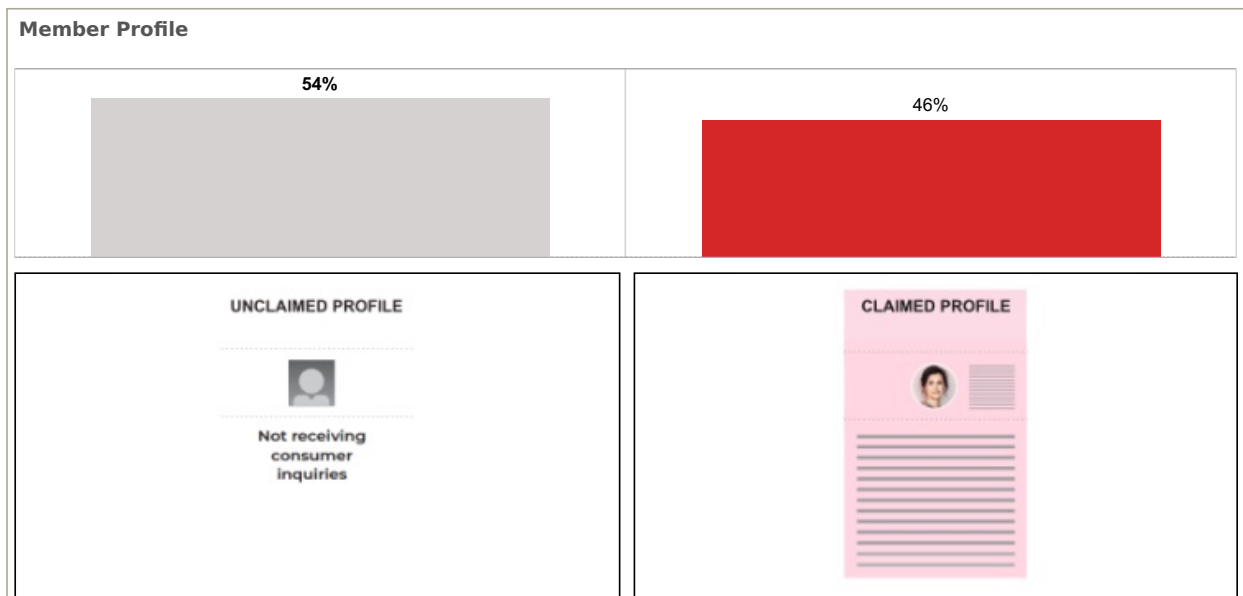 Member Profile
54%
46%
UNCLAIMED PROFILE
Not receiving
consumer
inquiries
CLAIMED PROFILE